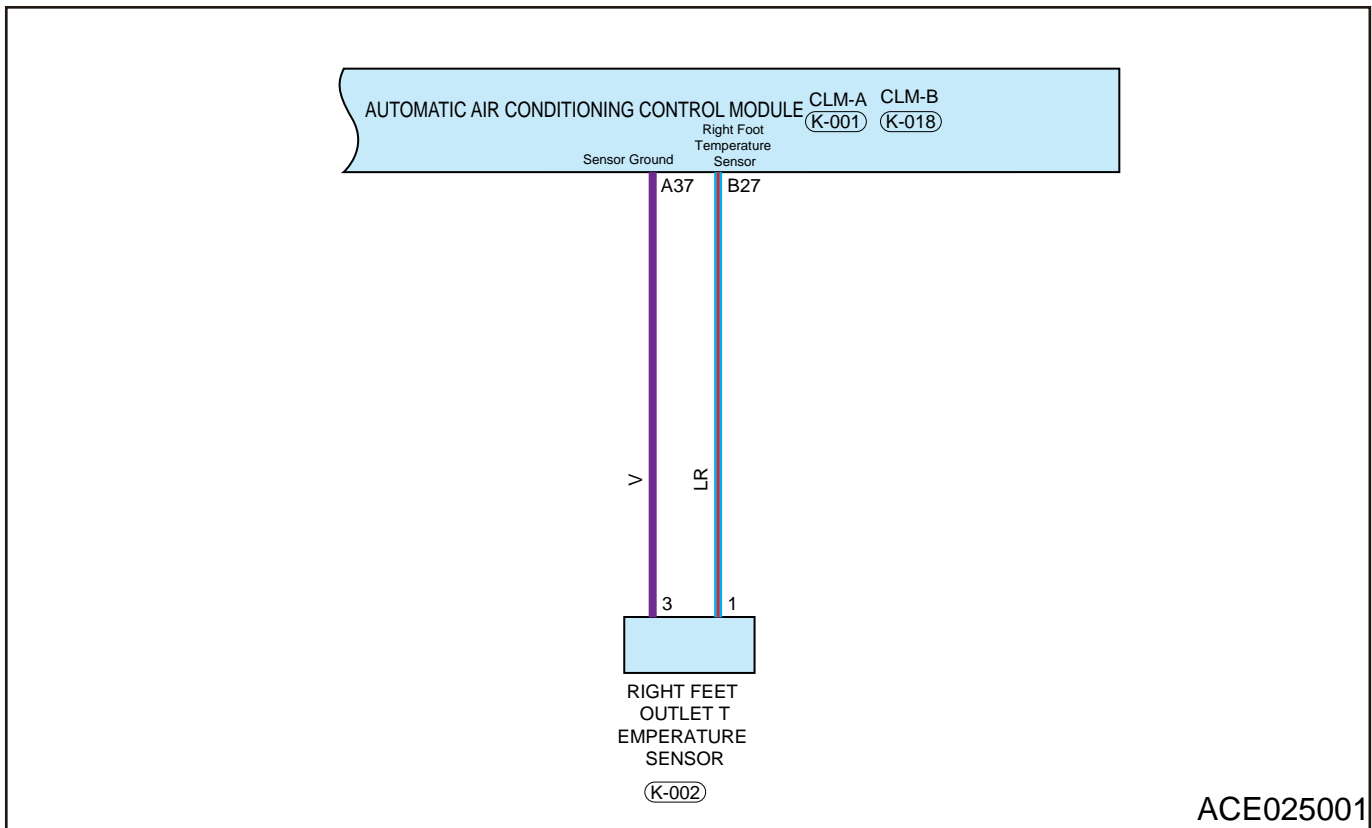 AUTOMATIC AIR CONDITIONING CONTROL MODULE
CLM-A CLM-B
K-001 K-018
Sensor Ground
Right Foot
Temperature
Sensor
A37 B27
V LR
3 1
RIGHT FEET
OUTLET T
EMPERATURE
SENSOR
K-002
ACE025001